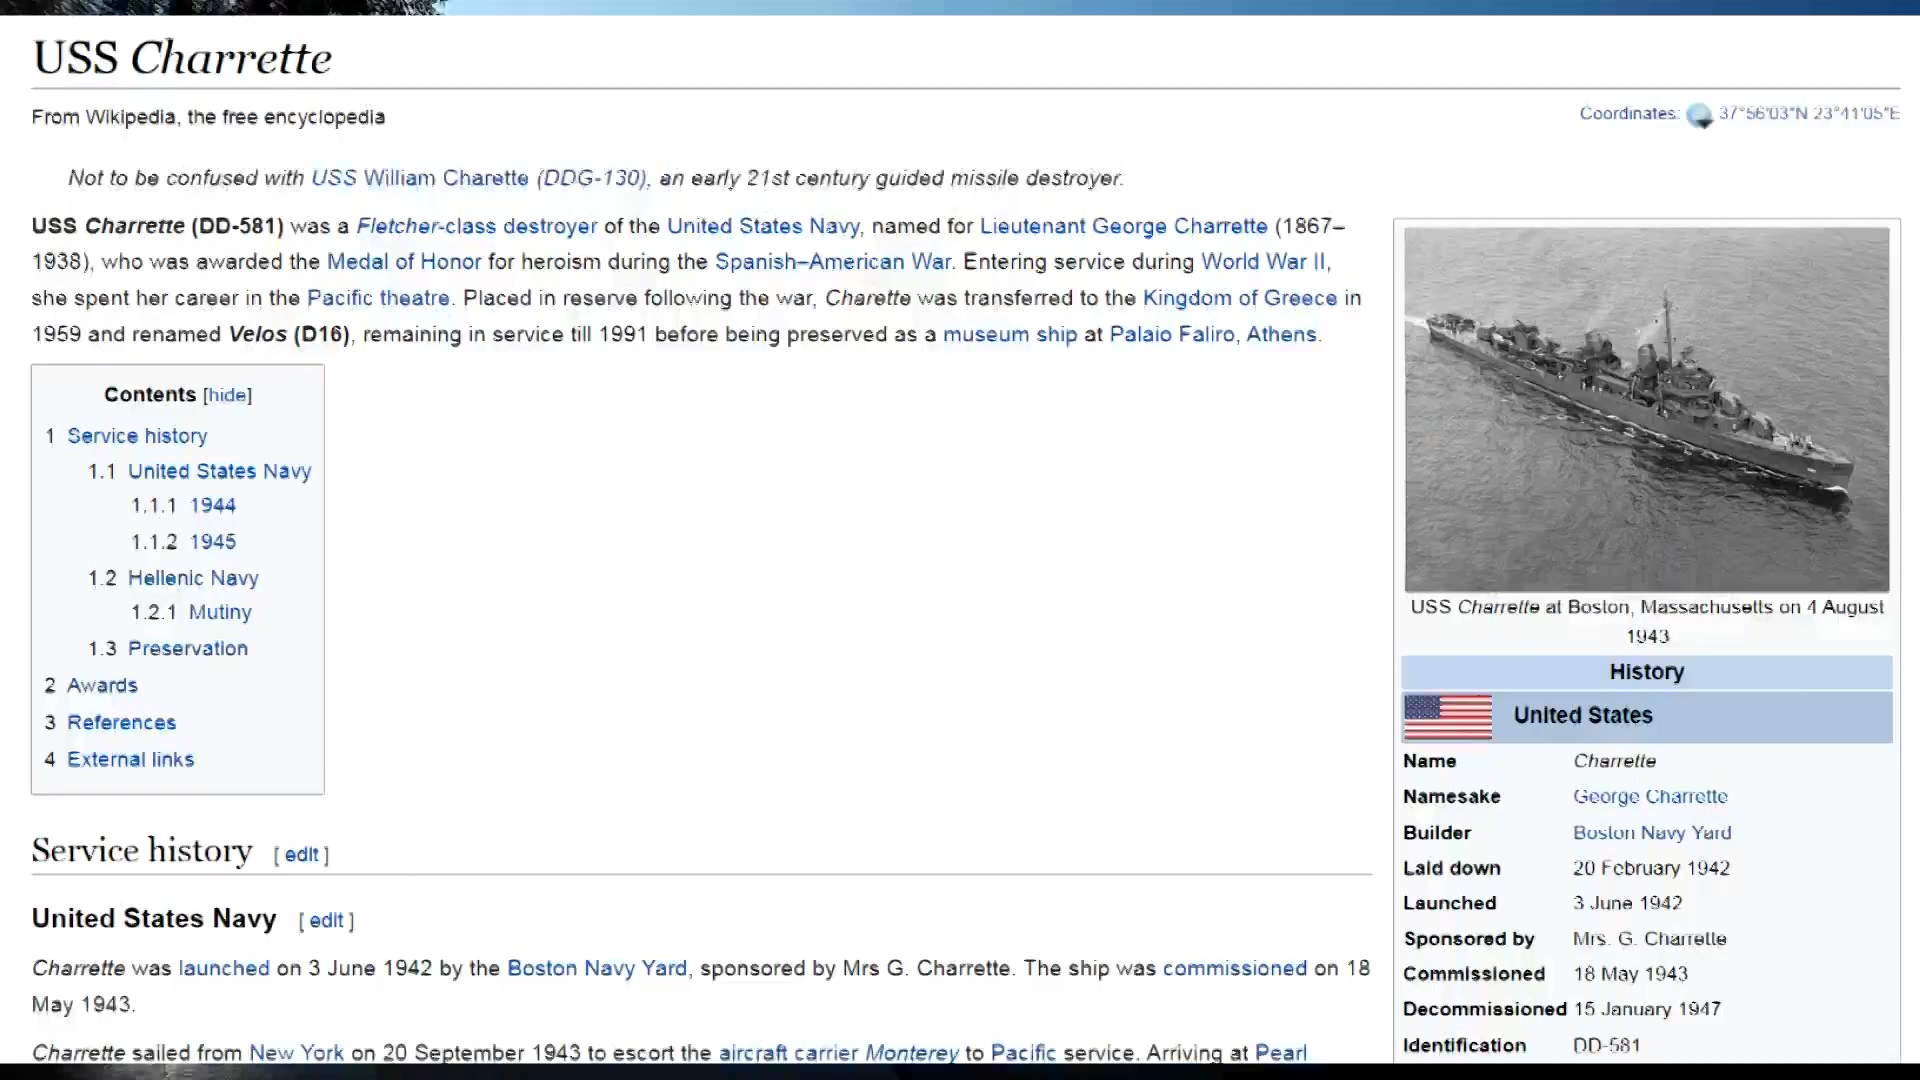 USS Charrette
From Wikipedia, the free encyclopedia
Coordinates: 37°56′03″N 23°41′05″E
Not to be confused with USS William Charette (DDG-130), an early 21st century guided missile destroyer.
USS Charrette (DD-581) was a Fletcher-class destroyer of the United States Navy, named for Lieutenant George Charrette (1867–
1938), who was awarded the Medal of Honor for heroism during the Spanish–American War. Entering service during World War II,
she spent her career in the Pacific theatre. Placed in reserve following the war, Charette was transferred to the Kingdom of Greece in
1959 and renamed Velos (D16), remaining in service till 1991 before being preserved as a museum ship at Palaio Faliro, Athens.
Contents [hide]
1 Service history
1.1 United States Navy
1.1.1 1944
1.1.2 1945
1.2 Hellenic Navy
1.2.1 Mutiny
1.3 Preservation
2 Awards
3 References
4 External links
Service history [ edit ]
United States Navy [ edit ]
Charrette was launched on 3 June 1942 by the Boston Navy Yard, sponsored by Mrs G. Charrette. The ship was commissioned on 18
May 1943.
Charrette sailed from New York on 20 September 1943 to escort the aircraft carrier Monterey to Pacific service. Arriving at Pearl
USS Charrette at Boston, Massachusetts on 4 August
1943
History
United States
Name Charrette
Namesake George Charrette
Builder Boston Navy Yard
Laid down 20 February 1942
Launched 3 June 1942
Sponsored by Mrs. G. Charrette
Commissioned 18 May 1943
Decommissioned 15 January 1947
Identification DD-581